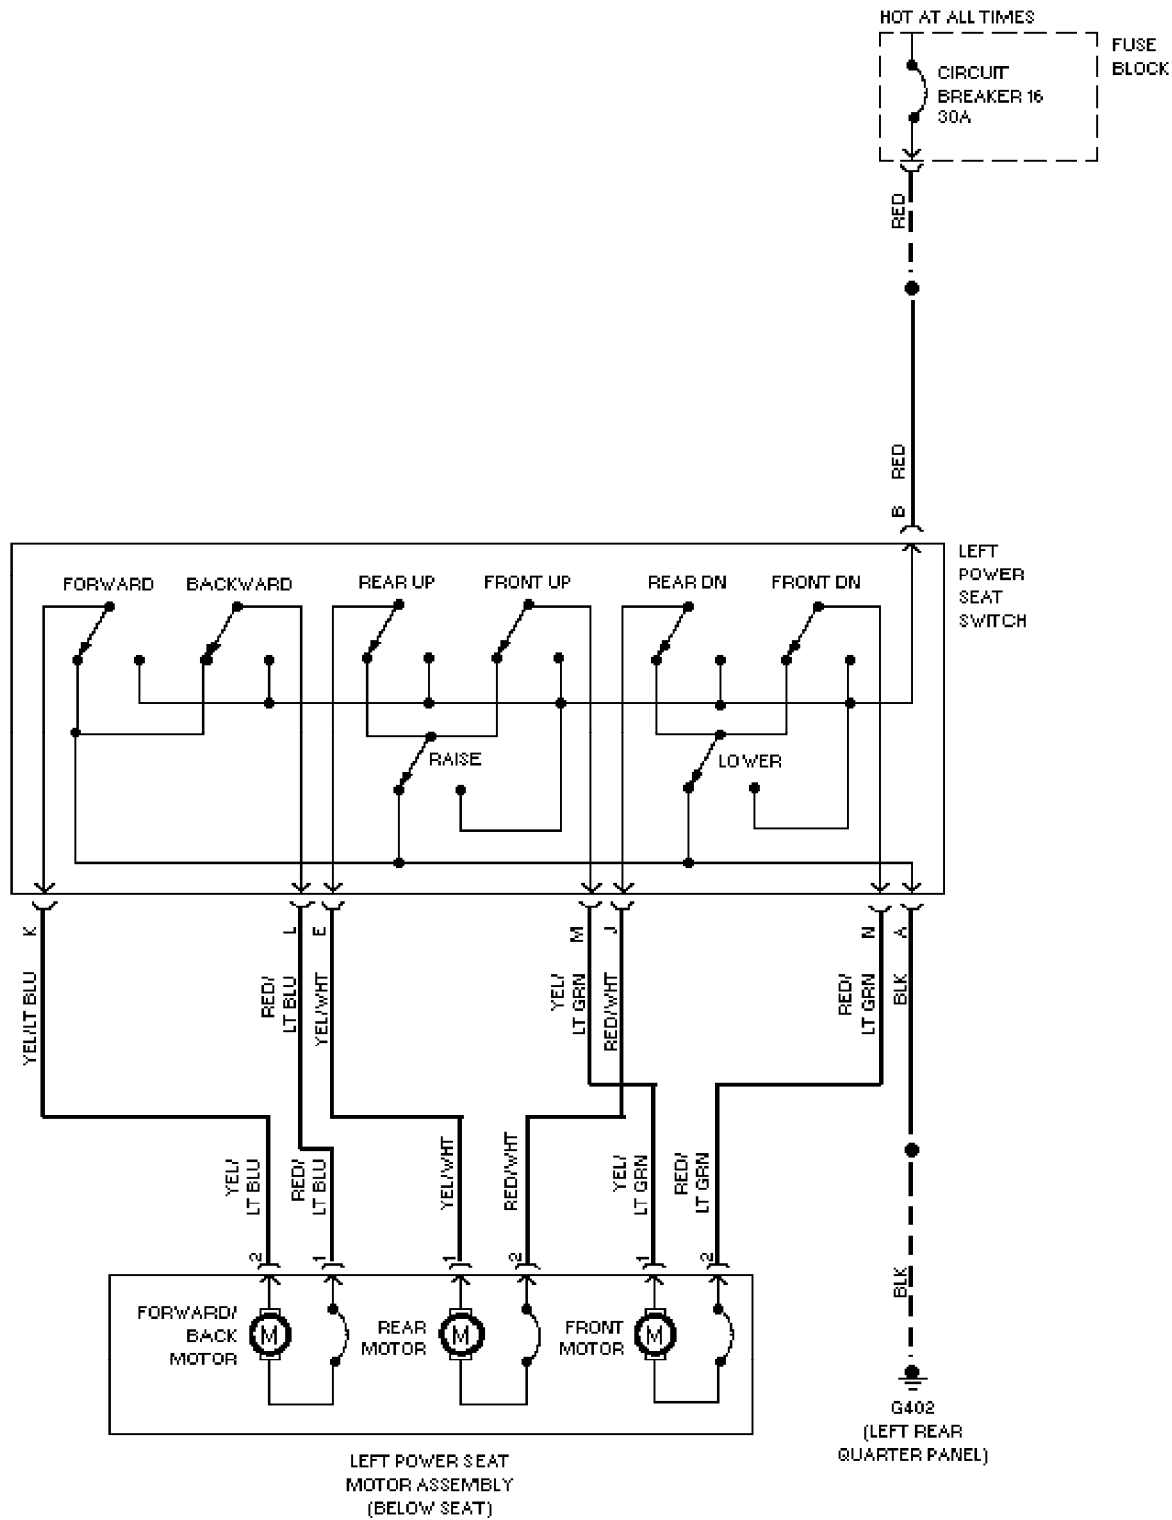 HOT AT ALL TIMES
FUSE
BLOCK
CIRCUIT
BREAKER 16
30A
RED
RED
B
LEFT
POWER
SEAT
SWITCH
FORWARD
BACKWARD
REAR UP
FRONT UP
REAR DN
FRONT DN
RAISE
LOWER
K
L
E
M
J
N
A
YEL/LT BLU
RED/
LT BLU
YEL/WHT
YEL/
LT GRN
RED/WHT
RED/
LT GRN
BLK
YEL/
LT BLU
RED/
LT BLU
YEL/WHT
RED/WHT
YEL/
LT GRN
RED/
LT GRN
2
1
1
2
1
2
BLK
FORWARD/
BACK
MOTOR
M
REAR
MOTOR
M
FRONT
MOTOR
M
G402
(LEFT REAR
QUARTER PANEL)
LEFT POWER SEAT
MOTOR ASSEMBLY
(BELOW SEAT)